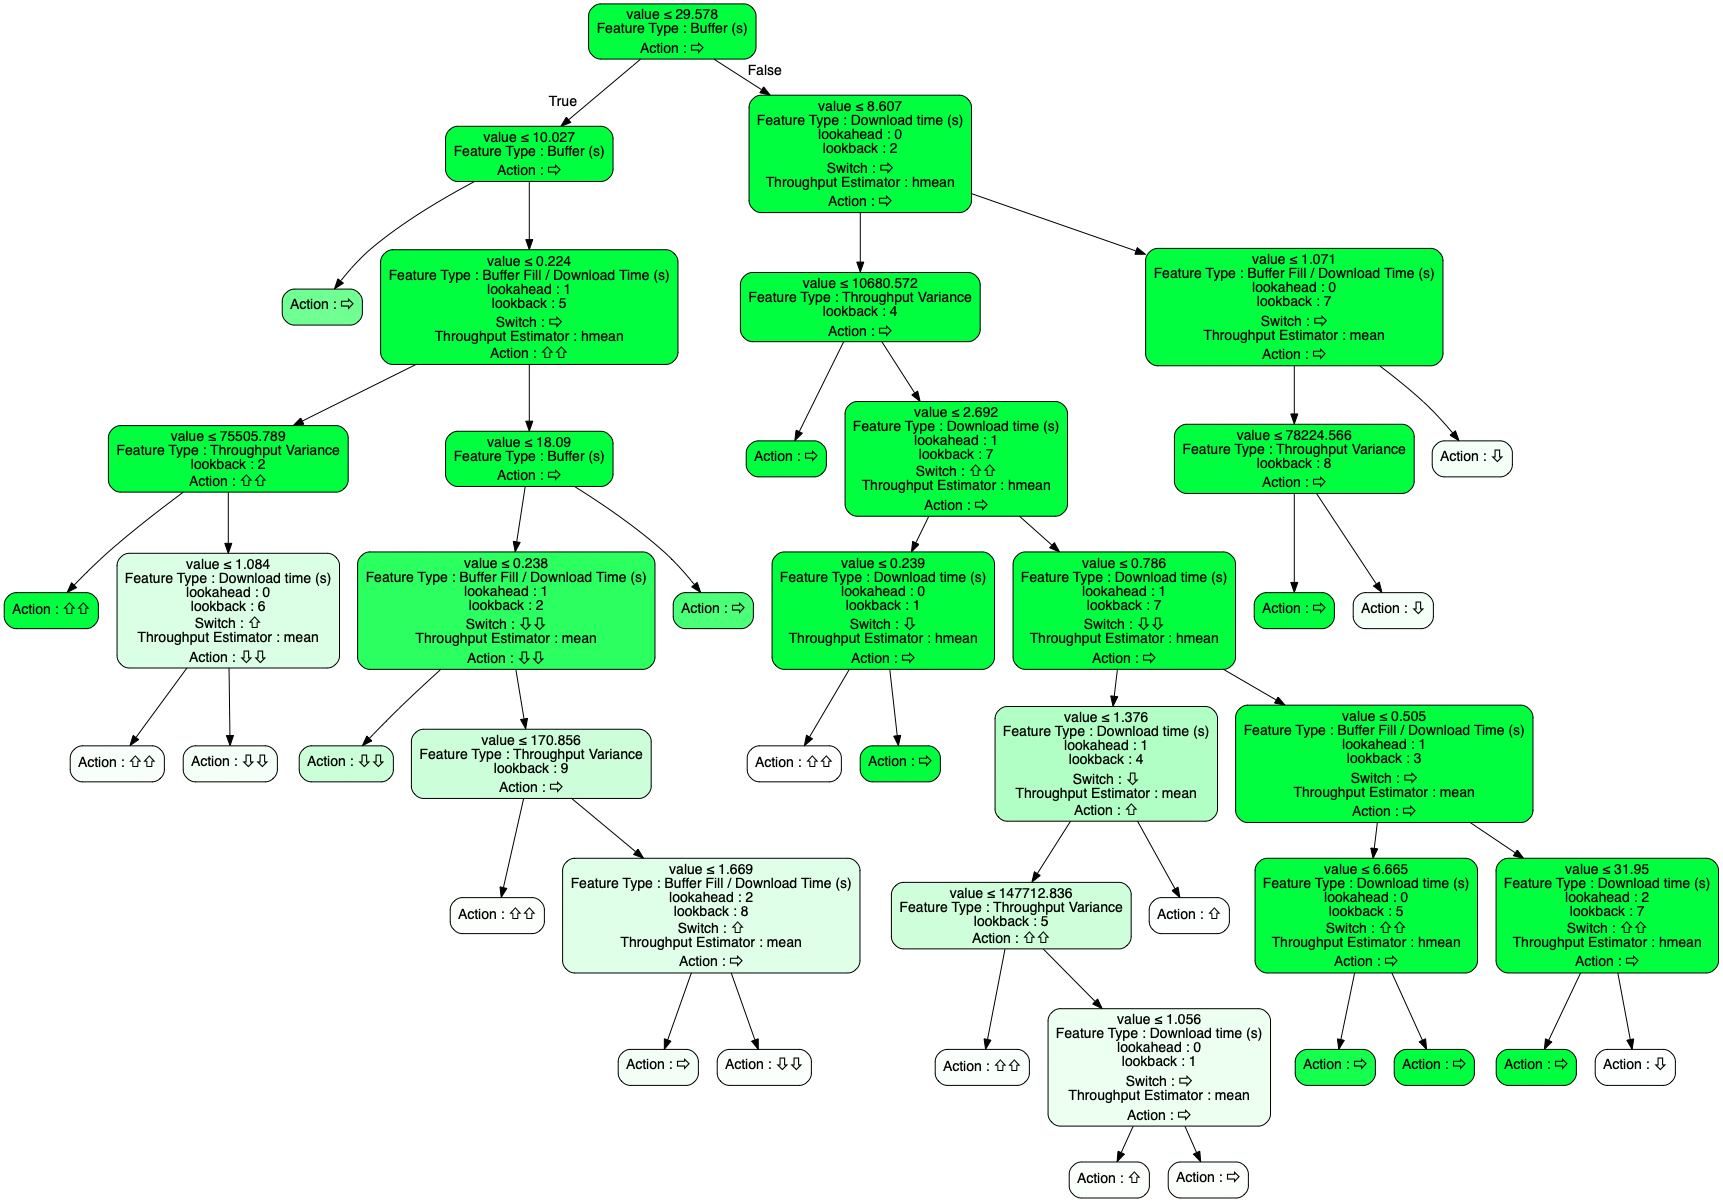 value ≤ 29.578
Feature Type : Buffer (s)
Action : ⇨
True
False
value ≤ 10.027
Feature Type : Buffer (s)
Action : ⇨
value ≤ 8.607
Feature Type : Download time (s)
lookahead : 0
lookback : 2
Switch : ⇨
Throughput Estimator : hmean
Action : ⇨
Action : ⇨
value ≤ 0.224
Feature Type : Buffer Fill / Download Time (s)
lookahead : 1
lookback : 5
Switch : ⇨
Throughput Estimator : hmean
Action : ⇧⇧
value ≤ 10680.572
Feature Type : Throughput Variance
lookback : 4
Action : ⇨
value ≤ 1.071
Feature Type : Buffer Fill / Download Time (s)
lookahead : 0
lookback : 7
Switch : ⇨
Throughput Estimator : mean
Action : ⇨
value ≤ 75505.789
Feature Type : Throughput Variance
lookback : 2
Action : ⇧⇧
value ≤ 18.09
Feature Type : Buffer (s)
Action : ⇨
Action : ⇨
value ≤ 2.692
Feature Type : Download time (s)
lookahead : 1
lookback : 7
Switch : ⇧⇧
Throughput Estimator : hmean
Action : ⇨
value ≤ 78224.566
Feature Type : Throughput Variance
lookback : 8
Action : ⇨
Action : ⇩
Action : ⇧⇧
value ≤ 1.084
Feature Type : Download time (s)
lookahead : 0
lookback : 6
Switch : ⇧
Throughput Estimator : mean
Action : ⇩⇩
value ≤ 0.238
Feature Type : Buffer Fill / Download Time (s)
lookahead : 1
lookback : 2
Switch : ⇩⇩
Throughput Estimator : mean
Action : ⇩⇩
Action : ⇨
value ≤ 0.239
Feature Type : Download time (s)
lookahead : 0
lookback : 1
Switch : ⇩
Throughput Estimator : hmean
Action : ⇨
value ≤ 0.786
Feature Type : Download time (s)
lookahead : 1
lookback : 7
Switch : ⇩⇩
Throughput Estimator : hmean
Action : ⇨
Action : ⇨
Action : ⇩
Action : ⇧⇧
Action : ⇩⇩
Action : ⇩⇩
value ≤ 170.856
Feature Type : Throughput Variance
lookback : 9
Action : ⇨
Action : ⇧⇧
Action : ⇨
value ≤ 1.376
Feature Type : Download time (s)
lookahead : 1
lookback : 4
Switch : ⇩
Throughput Estimator : mean
Action : ⇧
value ≤ 0.505
Feature Type : Buffer Fill / Download Time (s)
lookahead : 1
lookback : 3
Switch : ⇨
Throughput Estimator : mean
Action : ⇨
Action : ⇧⇧
value ≤ 1.669
Feature Type : Buffer Fill / Download Time (s)
lookahead : 2
lookback : 8
Switch : ⇧
Throughput Estimator : mean
Action : ⇨
value ≤ 147712.836
Feature Type : Throughput Variance
lookback : 5
Action : ⇧⇧
Action : ⇧
value ≤ 6.665
Feature Type : Download time (s)
lookahead : 0
lookback : 5
Switch : ⇧⇧
Throughput Estimator : hmean
Action : ⇨
value ≤ 31.95
Feature Type : Download time (s)
lookahead : 2
lookback : 7
Switch : ⇧⇧
Throughput Estimator : hmean
Action : ⇨
Action : ⇨
Action : ⇩⇩
Action : ⇧⇧
value ≤ 1.056
Feature Type : Download time (s)
lookahead : 0
lookback : 1
Switch : ⇨
Throughput Estimator : mean
Action : ⇨
Action : ⇨
Action : ⇨
Action : ⇨
Action : ⇩
Action : ⇧
Action : ⇨